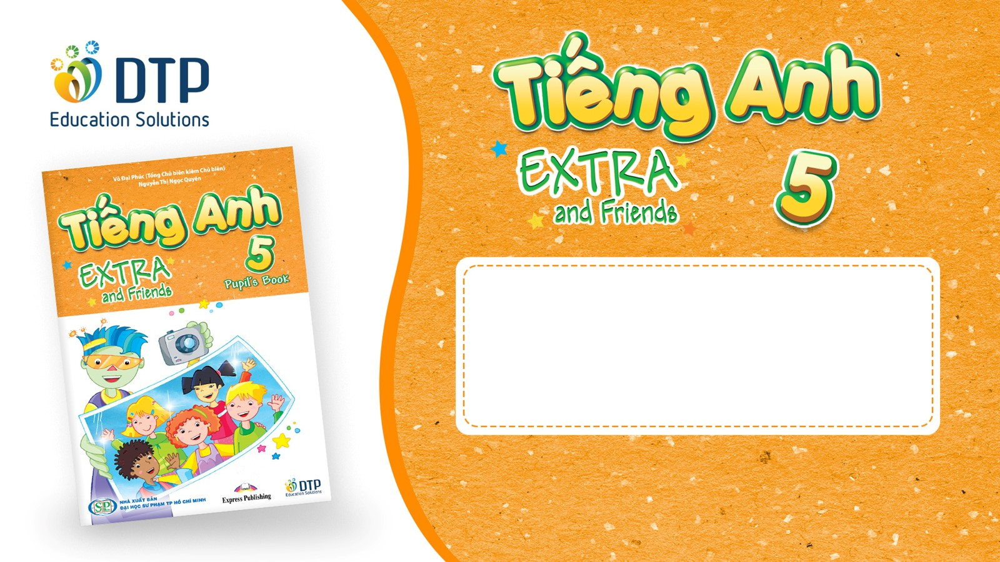 DTP
Education Solutions
Võ Đại Phúc (Tổng Chủ biên kiêm Chủ biên)
Nguyễn Thị Ngọc Quyên
Tiếng Anh
5
EXTRA
and Friends
Pupil's Book
SP
NHÀ XUẤT BẢN
ĐẠI HỌC SƯ PHẠM TP HỒ CHÍ MINH
Express Publishing
DTP
Education Solutions
Tiếng Anh
EXTRA
and Friends
5